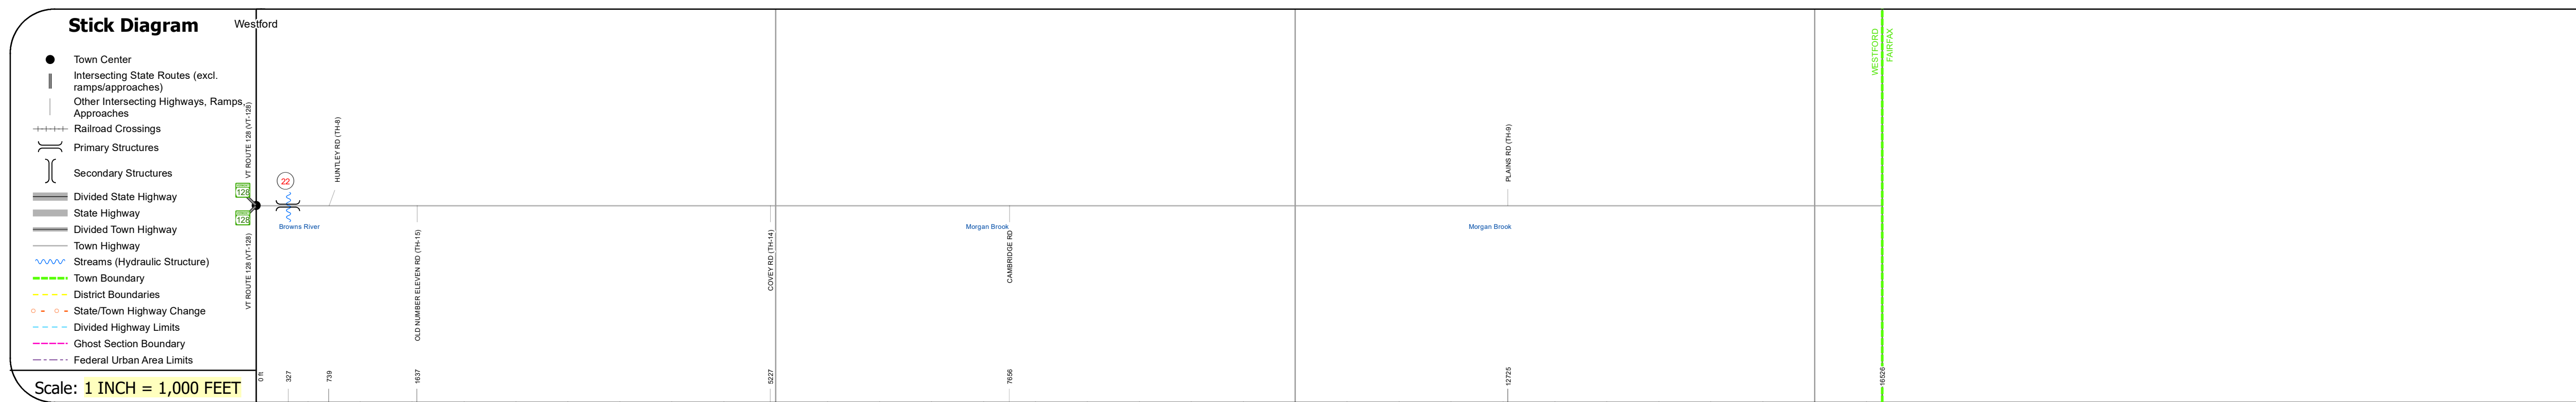 Stick Diagram
Town Center
Intersecting State Routes (excl.
ramps/approaches)
Other Intersecting Highways, Ramps,
Approaches
Railroad Crossings
Primary Structures
Secondary Structures
Divided State Highway
State Highway
Divided Town Highway
Town Highway
Streams (Hydraulic Structure)
Town Boundary
District Boundaries
State/Town Highway Change
Divided Highway Limits
Ghost Section Boundary
Federal Urban Area Limits
Scale: 1 INCH = 1,000 FEET
Westford
VT ROUTE 128 (VT-128)
128
128
VT ROUTE 128 (VT-128)
22
Browns River
HUNTLEY RD (TH-8)
OLD NUMBER ELEVEN RD (TH-15)
COVEY RD (TH-14)
Morgan Brook
CAMBRIDGE RD
PLAINS RD (TH-9)
Morgan Brook
WESTFORD
FAIRFAX
0 ft
327
739
1637
5227
7656
12725
16526